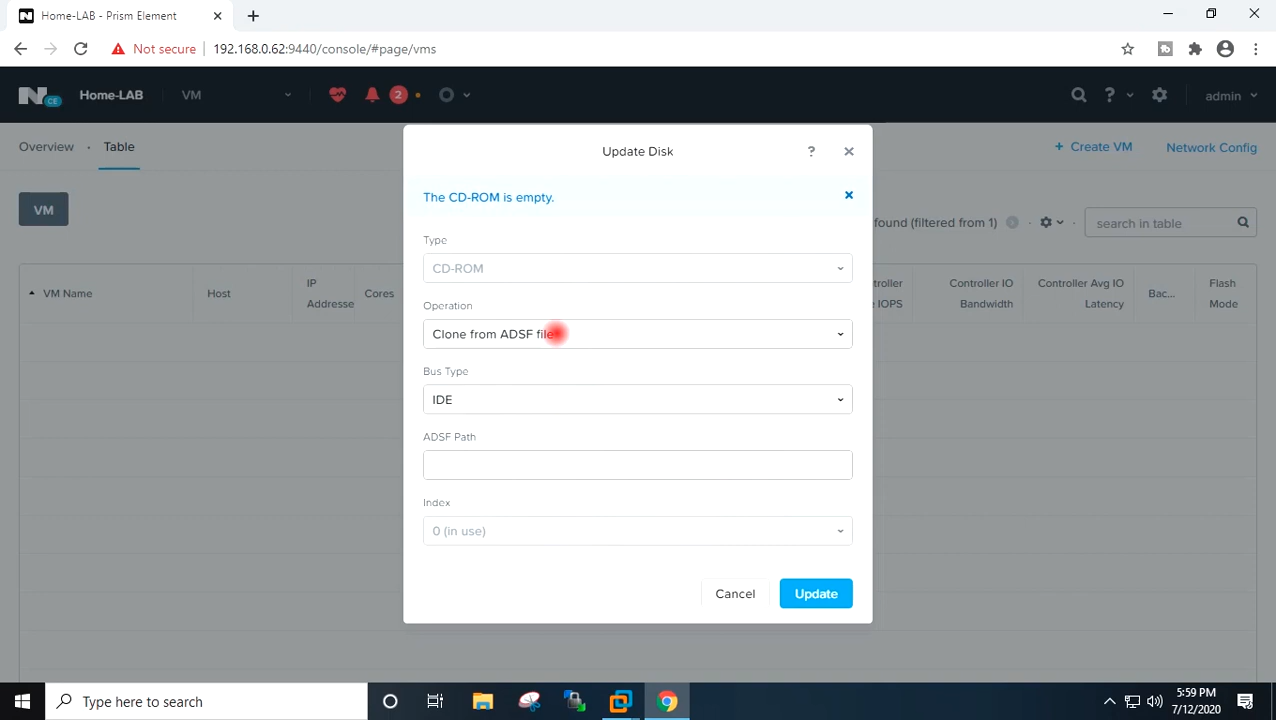 Home-LAB - Prism Element
Not secure
192.168.0.62:9440/console/#page/vms
N CE
Home-LAB
VM
2
?
admin
Overview
Table
+ Create VM
Network Config
VM
found (filtered from 1)
search in table
VM Name
Host
IP
Addresse
Cores
troller
e IOPS
Controller IO
Bandwidth
Controller Avg IO
Latency
Bac...
Flash
Mode
Update Disk
?
The CD-ROM is empty.
Type
CD-ROM
Operation
Clone from ADSF file
Bus Type
IDE
ADSF Path
Index
0 (in use)
Cancel
Update
Type here to search
5:59 PM
7/12/2020